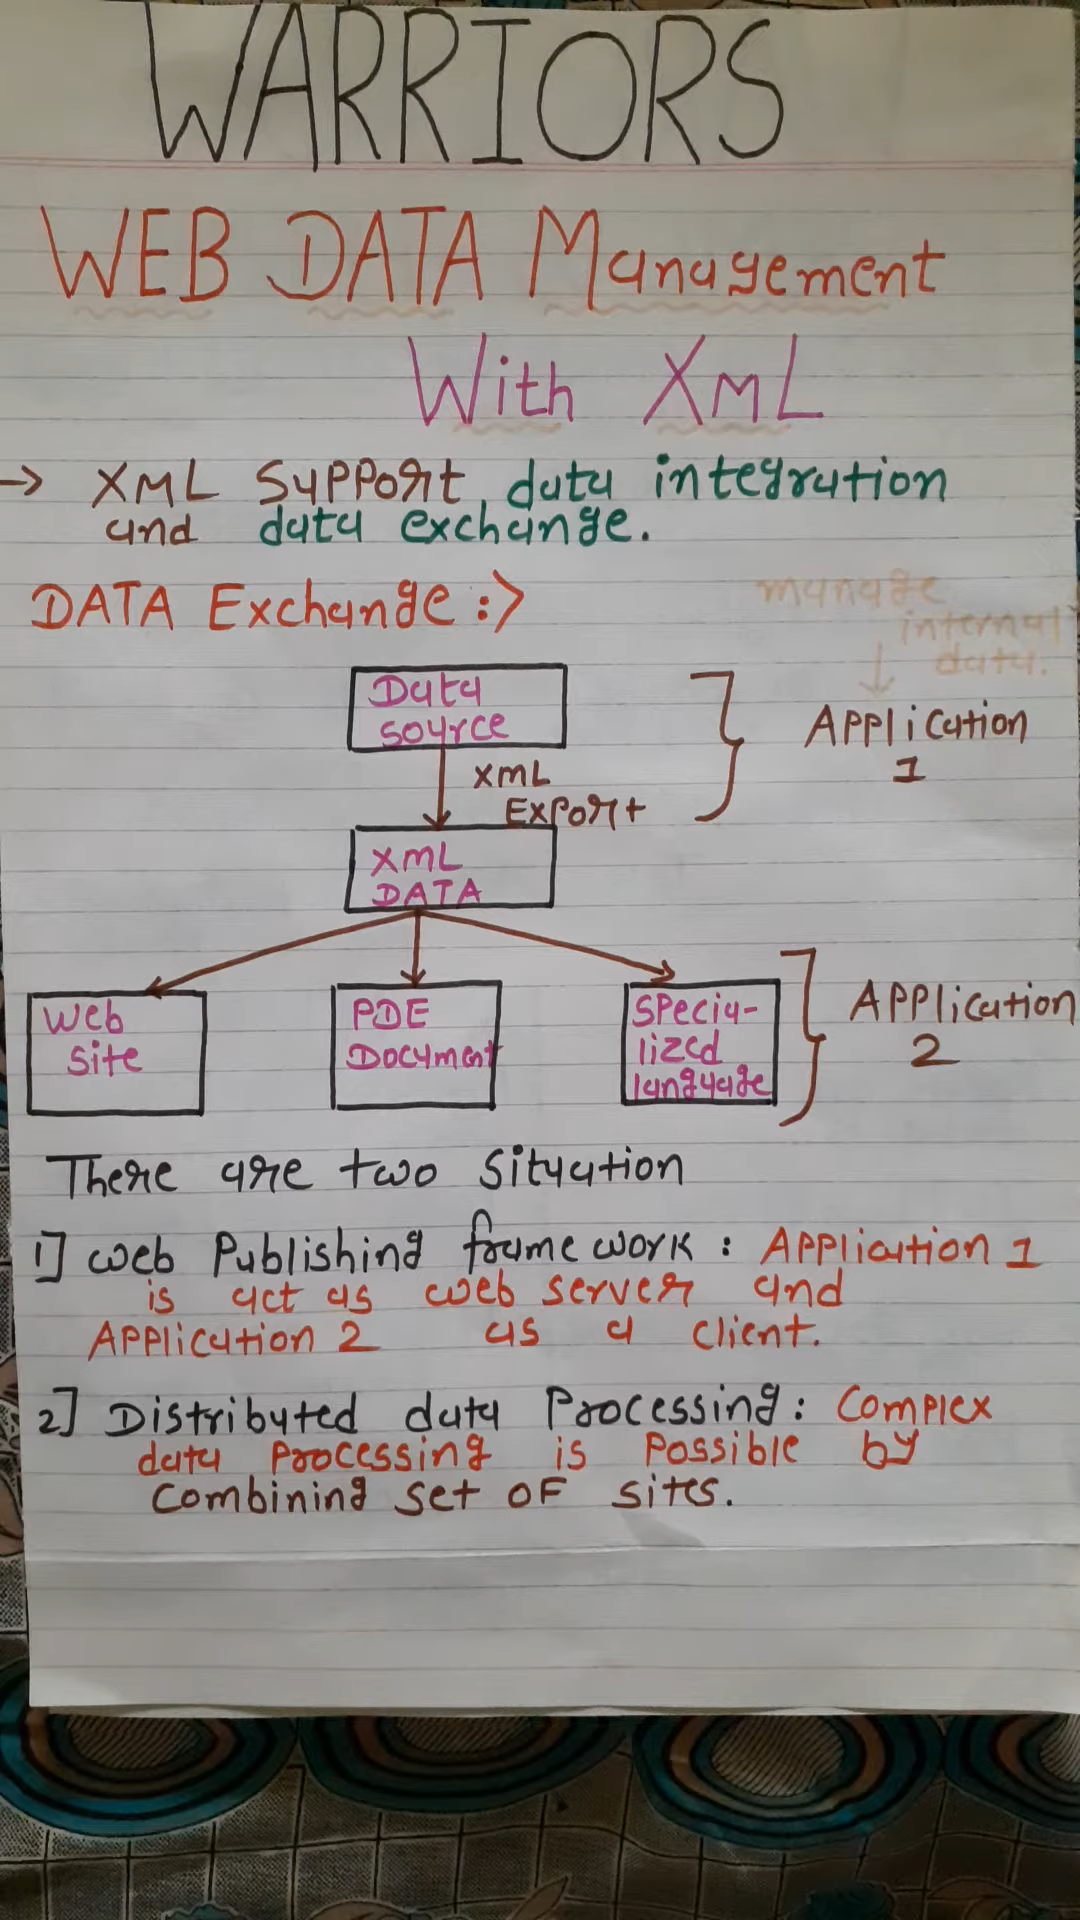 WARRIORS
WEB DATA Management
With XML
→ XML Support data integration
and data exchange.
DATA Exchange :>
manage
internal
data.
Data
source
Application
1
XML
Export
XML
DATA
Web
Site
PDE
Document
Specia-
lized
language
Application
2
There are two situation
1] web Publishing frame work : Application 1
is act as web server and
Application 2 as a client.
2] Distributed data Processing : Complex
data processing is possible by
combining set of sites.